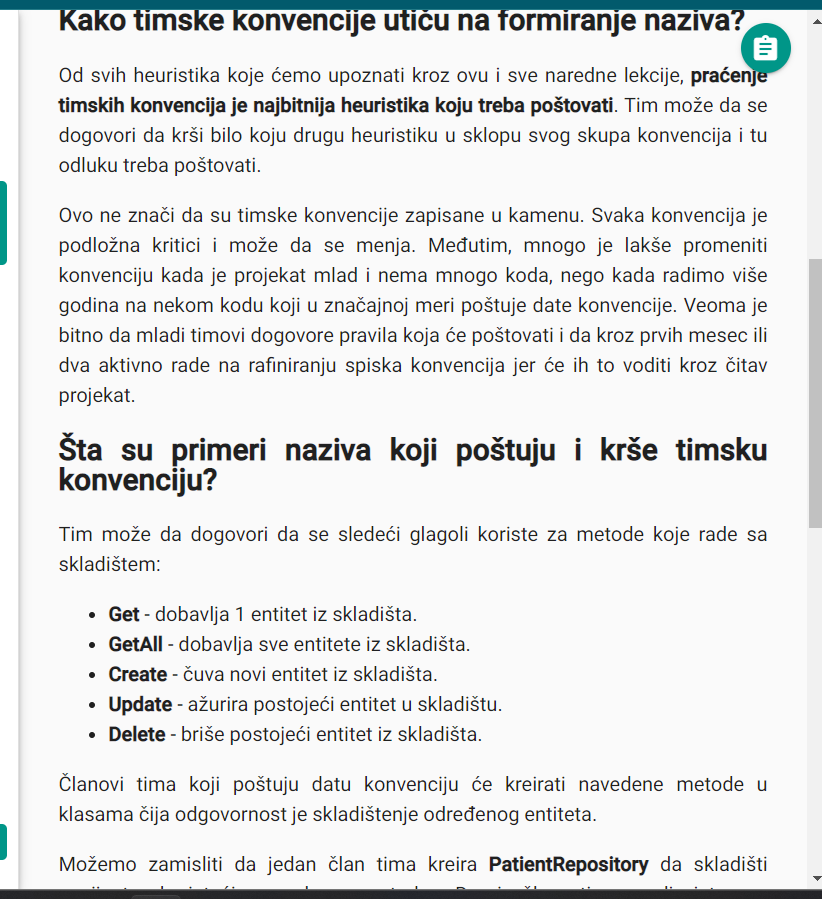 Kako timske konvencije utiču na formiranje naziva?
Od svih heuristika koje ćemo upoznati kroz ovu i sve naredne lekcije, praćenje
timskih konvencija je najbitnija heuristika koju treba poštovati. Tim može da se
dogovori da krši bilo koju drugu heuristiku u sklopu svog skupa konvencija i tu
odluku treba poštovati.
Ovo ne znači da su timske konvencije zapisane u kamenu. Svaka konvencija je
podložna kritici i može da se menja. Međutim, mnogo je lakše promeniti
konvenciju kada je projekat mlad i nema mnogo koda, nego kada radimo više
godina na nekom kodu koji u značajnoj meri poštuje date konvencije. Veoma je
bitno da mladi timovi dogovore pravila koja će poštovati i da kroz prvih mesec ili
dva aktivno rade na rafiniranju spiska konvencija jer će ih to voditi kroz čitav
projekat.
Šta su primeri naziva koji poštuju i krše timsku
konvenciju?
Tim može da dogovori da se sledeći glagoli koriste za metode koje rade sa
skladištem:
• Get - dobavlja 1 entitet iz skladišta.
• GetAll - dobavlja sve entitete iz skladišta.
• Create - čuva novi entitet iz skladišta.
• Update - ažurira postojeći entitet u skladištu.
• Delete - briše postojeći entitet iz skladišta.
Članovi tima koji poštuju datu konvenciju će kreirati navedene metode u
klasama čija odgovornost je skladištenje određenog entiteta.
Možemo zamisliti da jedan član tima kreira PatientRepository da skladišti